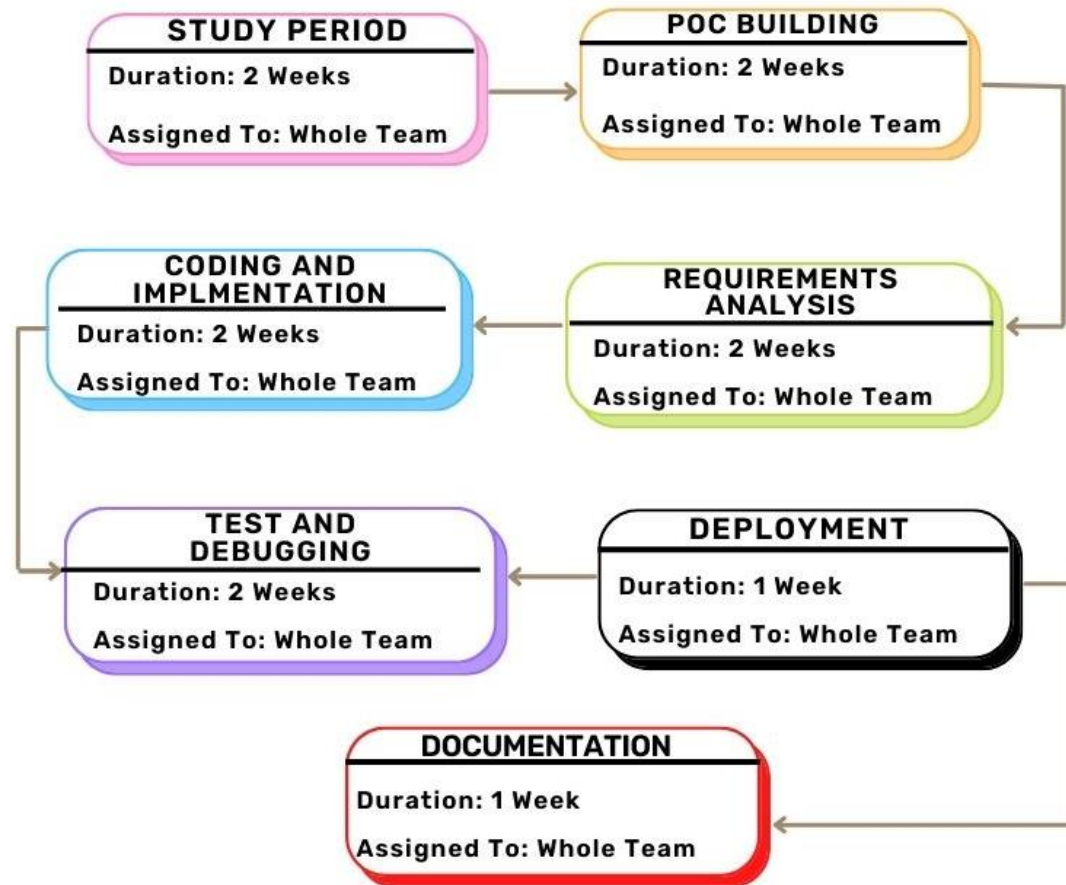 STUDY PERIOD
Duration: 2 Weeks
Assigned To: Whole Team
POC BUILDING
Duration: 2 Weeks
Assigned To: Whole Team
REQUIREMENTS
ANALYSIS
Duration: 2 Weeks
Assigned To: Whole Team
CODING AND
IMPLMENTATION
Duration: 2 Weeks
Assigned To: Whole Team
TEST AND
DEBUGGING
Duration: 2 Weeks
Assigned To: Whole Team
DEPLOYMENT
Duration: 1 Week
Assigned To: Whole Team
DOCUMENTATION
Duration: 1 Week
Assigned To: Whole Team